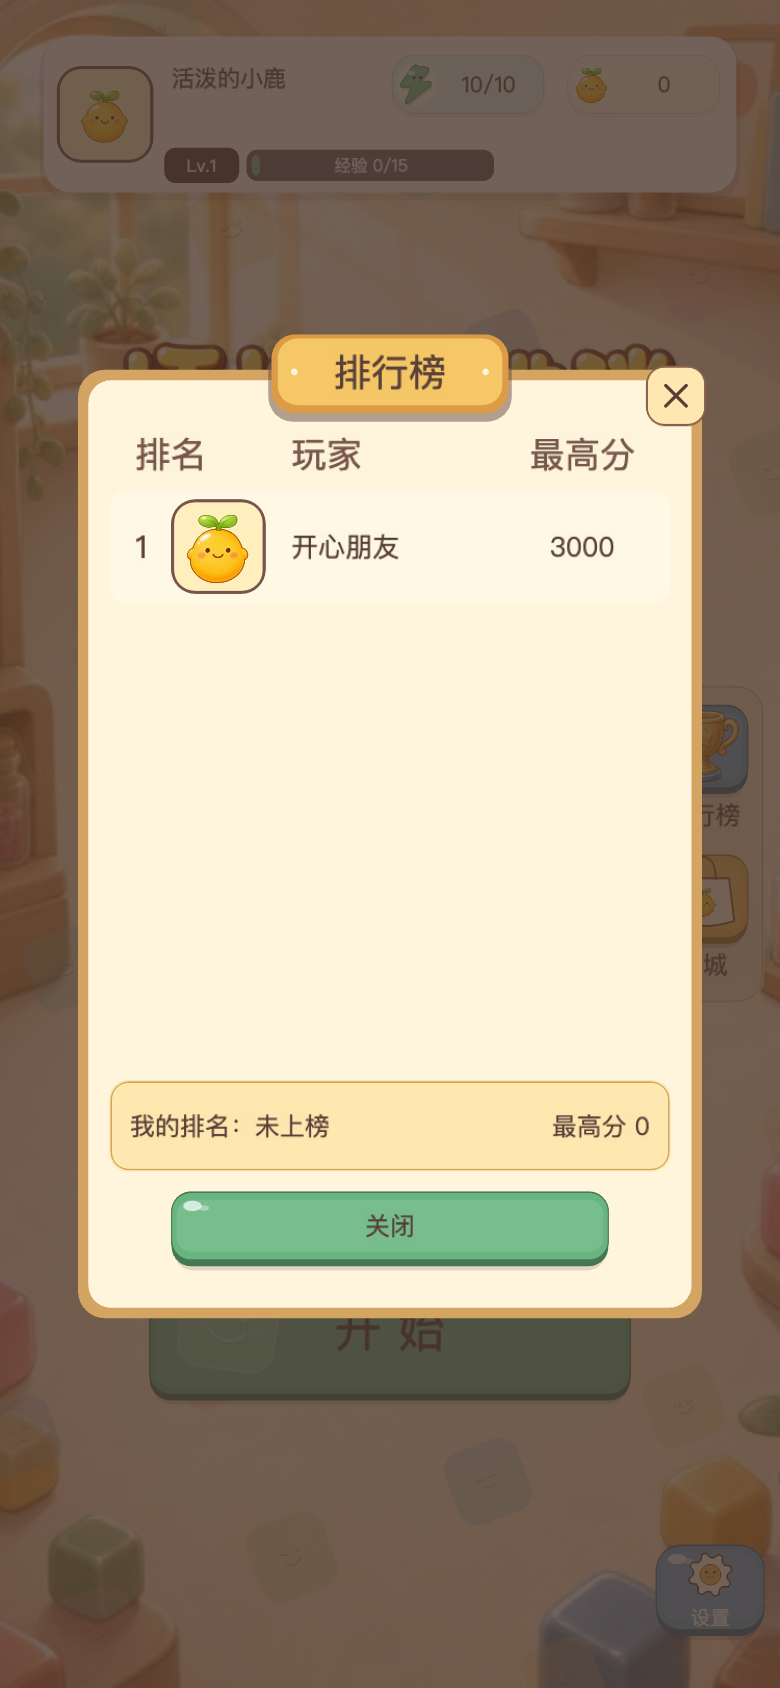 活泼的小鹿
10/10
0
Lv.1
经验 0/15
排行榜
排名 玩家 最高分
1 开心朋友 3000
行榜
城
我的排名：未上榜 最高分 0
关闭
开始
设置